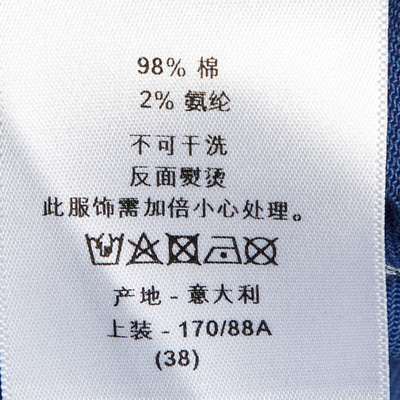 98% 棉
2% 氨纶
不可干洗
反面熨烫
此服饰需加倍小心处理。
产地 - 意大利
上装 - 170/88A
(38)